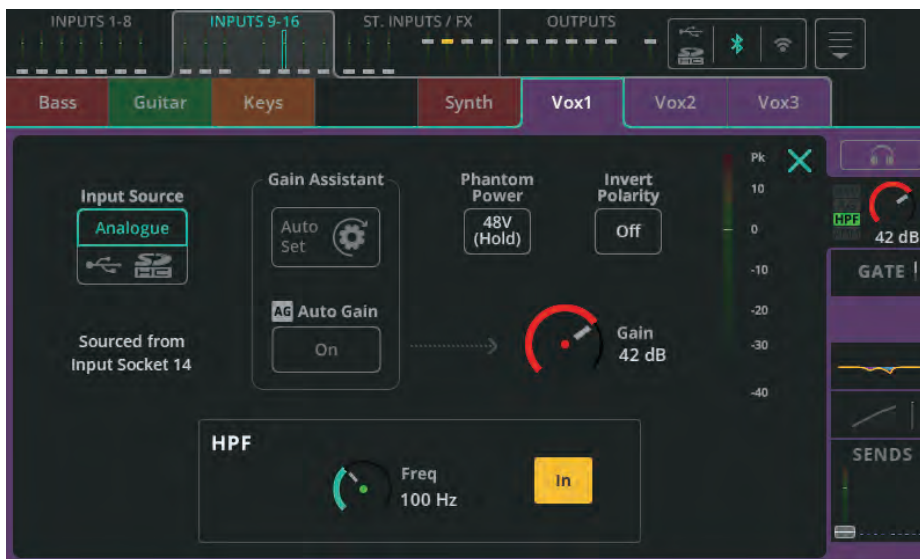 INPUTS 1-8 INPUTS 9-16 ST. INPUTS / FX OUTPUTS
Bass Guitar Keys Synth Vox1 Vox2 Vox3
Input Source
Analogue
Sourced from
Input Socket 14
Gain Assistant
Auto
Set
AG Auto Gain
On
Phantom
Power
48V
(Hold)
Invert
Polarity
Off
Gain
42 dB
Pk
10
0
-10
-20
-30
-40
HPF
Freq
100 Hz
In
HPF
42 dB
GATE
SENDS